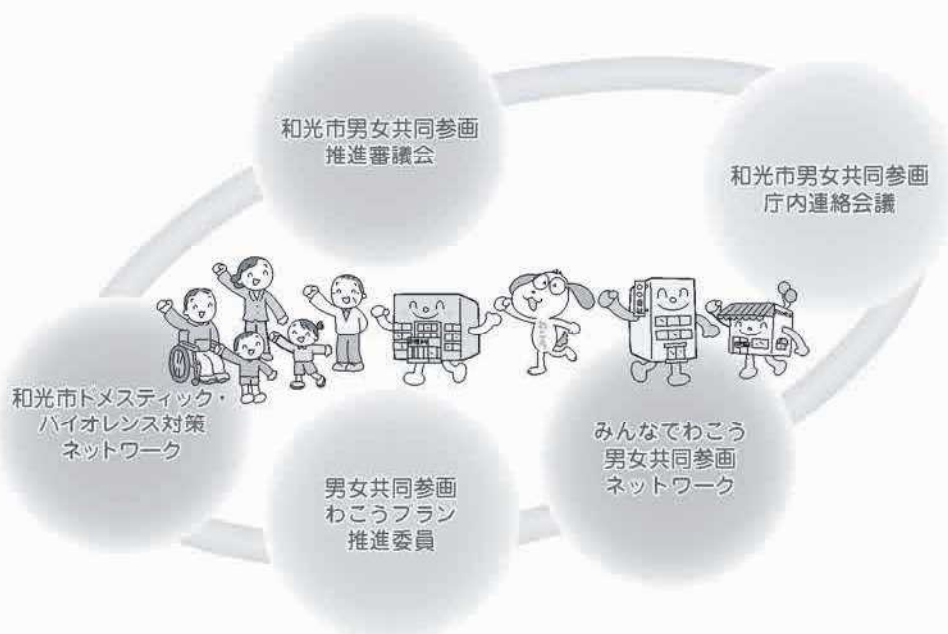 和光市男女共同参画
推進審議会
和光市男女共同参画
庁内連絡会議
和光市ドメスティック・
バイオレンス対策
ネットワーク
みんなでわこう
男女共同参画
ネットワーク
男女共同参画
わこうプラン
推進委員